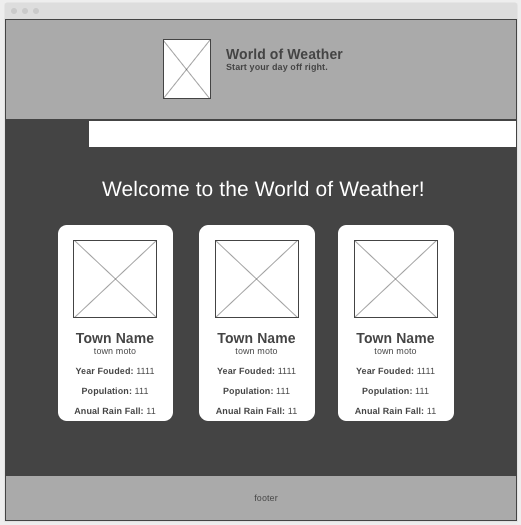 World of Weather
Start your day off right.
Welcome to the World of Weather!
Town Name
town moto
Year Fouded: 1111
Population: 111
Anual Rain Fall: 11
Town Name
town moto
Year Fouded: 1111
Population: 111
Anual Rain Fall: 11
Town Name
town moto
Year Fouded: 1111
Population: 111
Anual Rain Fall: 11
footer